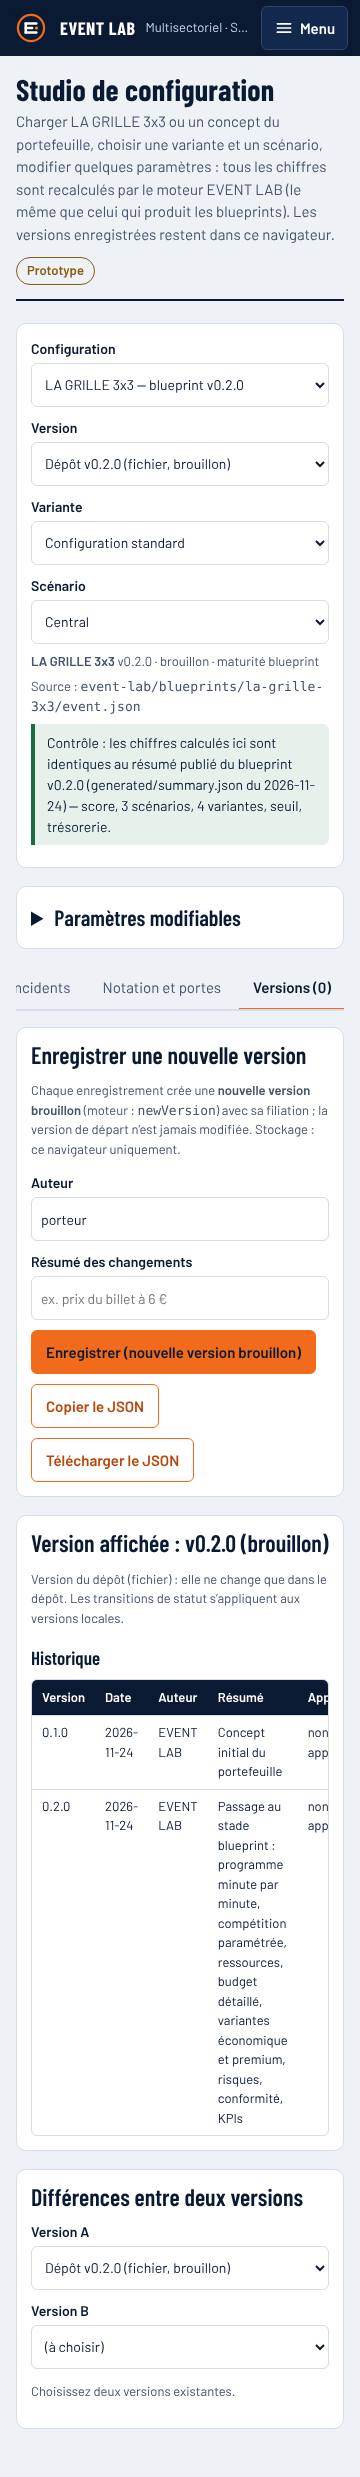 EVENT LAB Multisectoriel · S... Menu
Studio de configuration
Charger LA GRILLE 3x3 ou un concept du
portefeuille, choisir une variante et un scénario,
modifier quelques paramètres : tous les chiffres
sont recalculés par le moteur EVENT LAB (le
même que celui qui produit les blueprints). Les
versions enregistrées restent dans ce navigateur.
Prototype
Configuration
LA GRILLE 3x3 — blueprint v0.2.0
Version
Dépôt v0.2.0 (fichier, brouillon)
Variante
Configuration standard
Scénario
Central
LA GRILLE 3x3 v0.2.0 · brouillon · maturité blueprint
Source : event-lab/blueprints/la-grille-
3x3/event.json
Contrôle : les chiffres calculés ici sont
identiques au résumé publié du blueprint
v0.2.0 (generated/summary.json du 2026-11-
24) — score, 3 scénarios, 4 variantes, seuil,
trésorerie.
Paramètres modifiables
ncidents Notation et portes Versions (0)
Enregistrer une nouvelle version
Chaque enregistrement crée une nouvelle version
brouillon (moteur : newVersion) avec sa filiation ; la
version de départ n'est jamais modifiée. Stockage :
ce navigateur uniquement.
Auteur
porteur
Résumé des changements
ex. prix du billet à 6 €
Enregistrer (nouvelle version brouillon)
Copier le JSON
Télécharger le JSON
Version affichée : v0.2.0 (brouillon)
Version du dépôt (fichier) : elle ne change que dans le
dépôt. Les transitions de statut s'appliquent aux
versions locales.
Historique
Version Date Auteur Résumé App
0.1.0 2026- EVENT Concept non
11-24 LAB initial du app
portefeuille
0.2.0 2026- EVENT Passage au non
11-24 LAB stade app
blueprint :
programme
minute par
minute,
compétition
paramétrée,
ressources,
budget
détaillé,
variantes
économique
et premium,
risques,
conformité,
KPIs
Différences entre deux versions
Version A
Dépôt v0.2.0 (fichier, brouillon)
Version B
(à choisir)
Choisissez deux versions existantes.